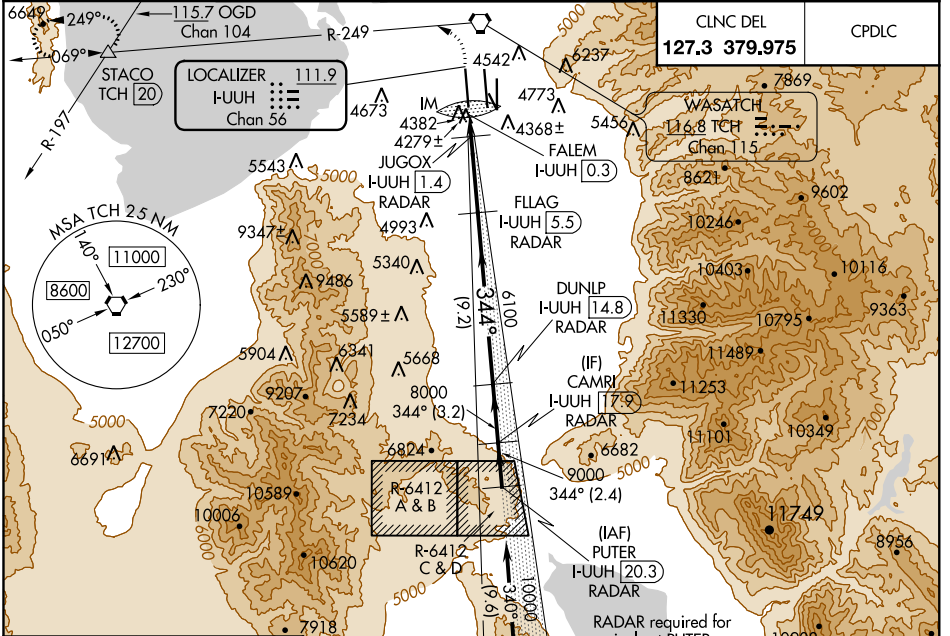 6649
249°
069°
115.7 OGD
Chan 104
R-249
STACO
TCH 20
R-197
LOCALIZER 111.9
I-UUH
Chan 56
4673
4542
6237
5000
CLNC DEL
127.3 379.975
CPDLC
7869
WASATCH
116.8 TCH
Chan 115
5456
4773
4368±
IM
4382
4279±
JUGOX
I-UUH 1.4
RADAR
FALEM
I-UUH 0.3
8621
9602
5543
5000
MSA TCH 25 NM
140°
11000
8600
230°
050°
12700
9347±
4993
FLLAG
I-UUH 5.5
RADAR
10246
9486
5340
10403
10116
9363
5589±
(9.2)
344°
6100
DUNLP
I-UUH 14.8
RADAR
11330
10795
5904
6341
5668
11489
(IF)
CAMRI
I-UUH 17.9
RADAR
11253
9207
7234
8000
344° (3.2)
7220
11101
10349
5000
6691
6824
6682
5000
9000
344° (2.4)
R-6412
A & B
10589
10006
10620
R-6412
C & D
(IAF)
PUTER
I-UUH 20.3
RADAR
11749
8956
5000
(9.6)
340°
10000
7918
RADAR required for